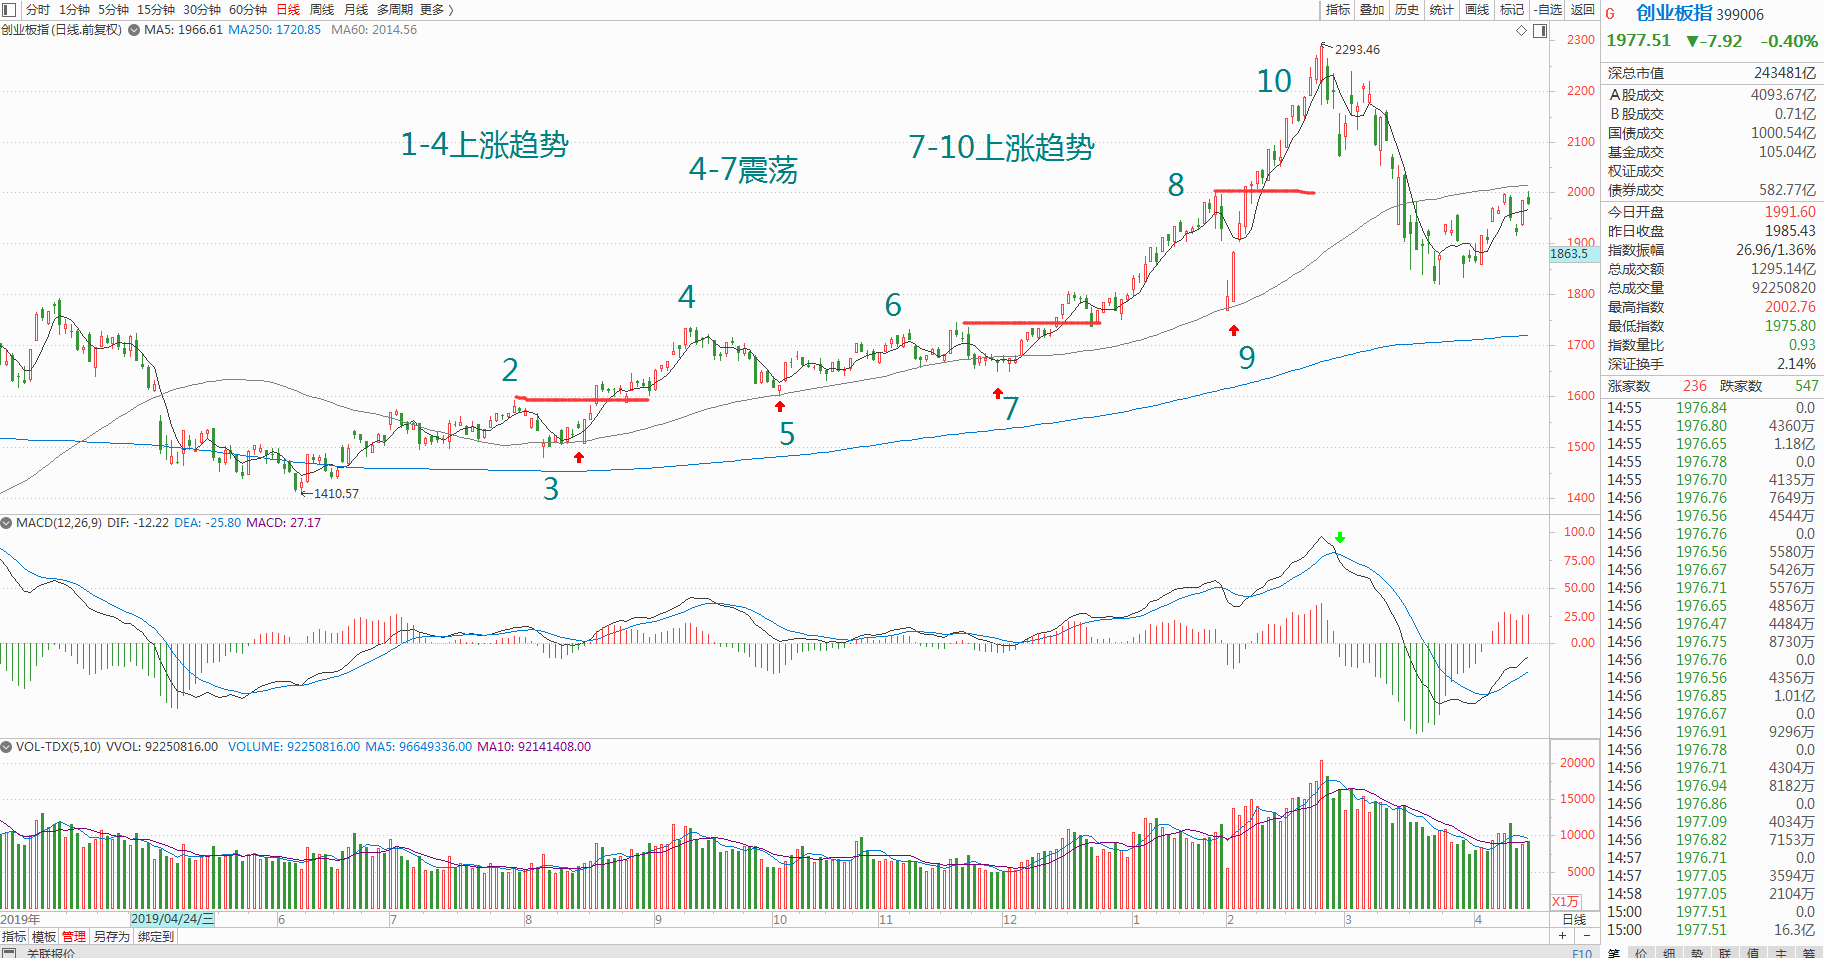 分时 1分钟 5分钟 15分钟 30分钟 60分钟 日线 周线 月线 多周期 更多 〉 指标 叠加 历史 统计 画线 标记 -自选 返回
创业板指(日线.前复权) MA5: 1966.61 MA250: 1720.85 MA60: 2014.56
2300
2293.46
2200
10
2100
1-4上涨趋势
4-7震荡
7-10上涨趋势
8
2000
1900
1863.5
1800
4
6
9
1700
2
1600
7
5
1500
3
1410.57
1400
MACD(12,26,9) DIF: -12.22 DEA: -25.80 MACD: 27.17
100.0
75.00
50.00
25.00
0.00
VOL-TDX(5,10) VVOL: 92250816.00 VOLUME: 92250816.00 MA5: 96649336.00 MA10: 92141408.00
20000
15000
10000
5000
X1万
2019年 2019/04/24/三 6 7 8 9 10 11 12 1 2 3 4 日线
指标 模板 管理 另存为 绑定到 + -
关联报价 F10
G 创业板指 399006
1977.51 ▼-7.92 -0.40%
深总市值 243481亿
A股成交 4093.67亿
B股成交 0.71亿
国债成交 1000.54亿
基金成交 105.04亿
权证成交
债券成交 582.77亿
今日开盘 1991.60
昨日收盘 1985.43
指数振幅 26.96/1.36%
总成交额 1295.14亿
总成交量 92250820
最高指数 2002.76
最低指数 1975.80
指数量比 0.93
深证换手 2.14%
涨家数 236 跌家数 547
14:55 1976.84 0.0
14:55 1976.80 4360万
14:55 1976.65 1.18亿
14:55 1976.78 0.0
14:55 1976.70 4135万
14:56 1976.76 7649万
14:56 1976.56 4544万
14:56 1976.76 0.0
14:56 1976.56 5580万
14:56 1976.67 5426万
14:56 1976.71 5576万
14:56 1976.65 4856万
14:56 1976.47 4484万
14:56 1976.75 8730万
14:56 1976.76 0.0
14:56 1976.56 4356万
14:56 1976.85 1.01亿
14:56 1976.67 0.0
14:56 1976.91 9296万
14:56 1976.78 0.0
14:56 1976.71 4304万
14:56 1976.94 8182万
14:56 1976.86 0.0
14:56 1977.09 4034万
14:56 1976.82 7153万
14:57 1976.71 0.0
14:57 1977.05 3594万
14:58 1977.05 2104万
15:00 1977.51 0.0
15:00 1977.51 16.3亿
笔 价 细 势 联 值 主 筹